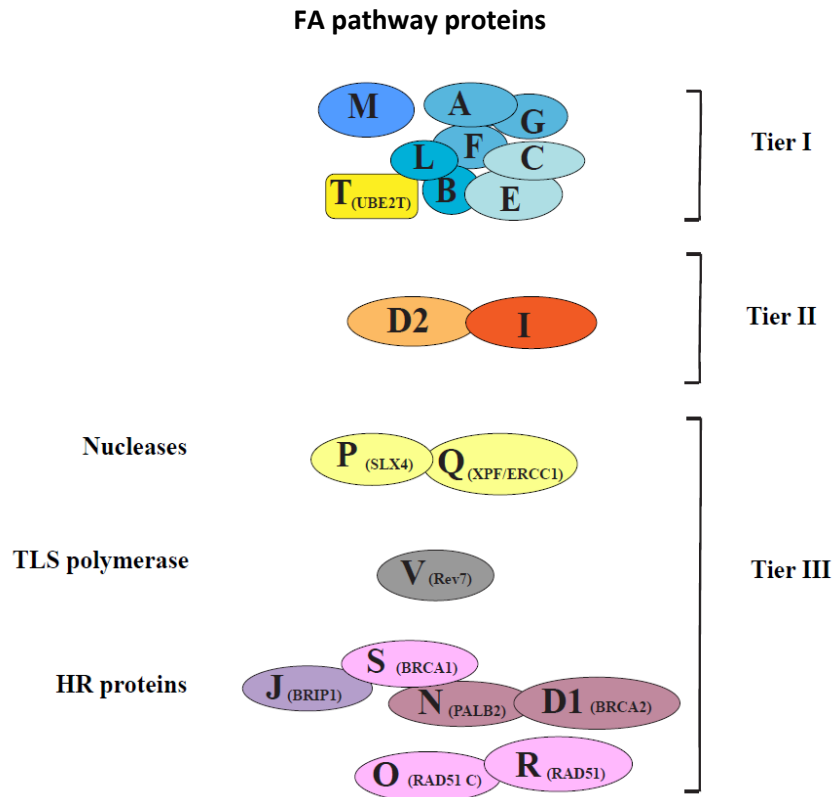 FA pathway proteins
M
A
G
F
L
C
T (UBE2T)
B
E
Tier I
D2
I
Tier II
Nucleases
P (SLX4)
Q (XPF/ERCC1)
TLS polymerase
V (Rev7)
Tier III
S (BRCA1)
HR proteins
J (BRIP1)
N (PALB2)
D1 (BRCA2)
O (RAD51 C)
R (RAD51)